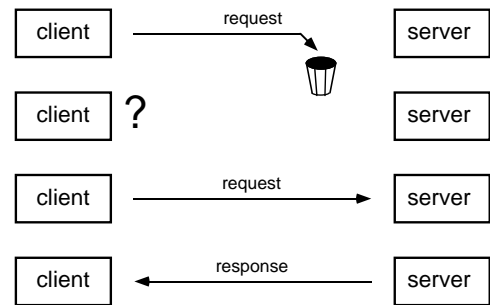 client request server
client ? server
client request server
client response server